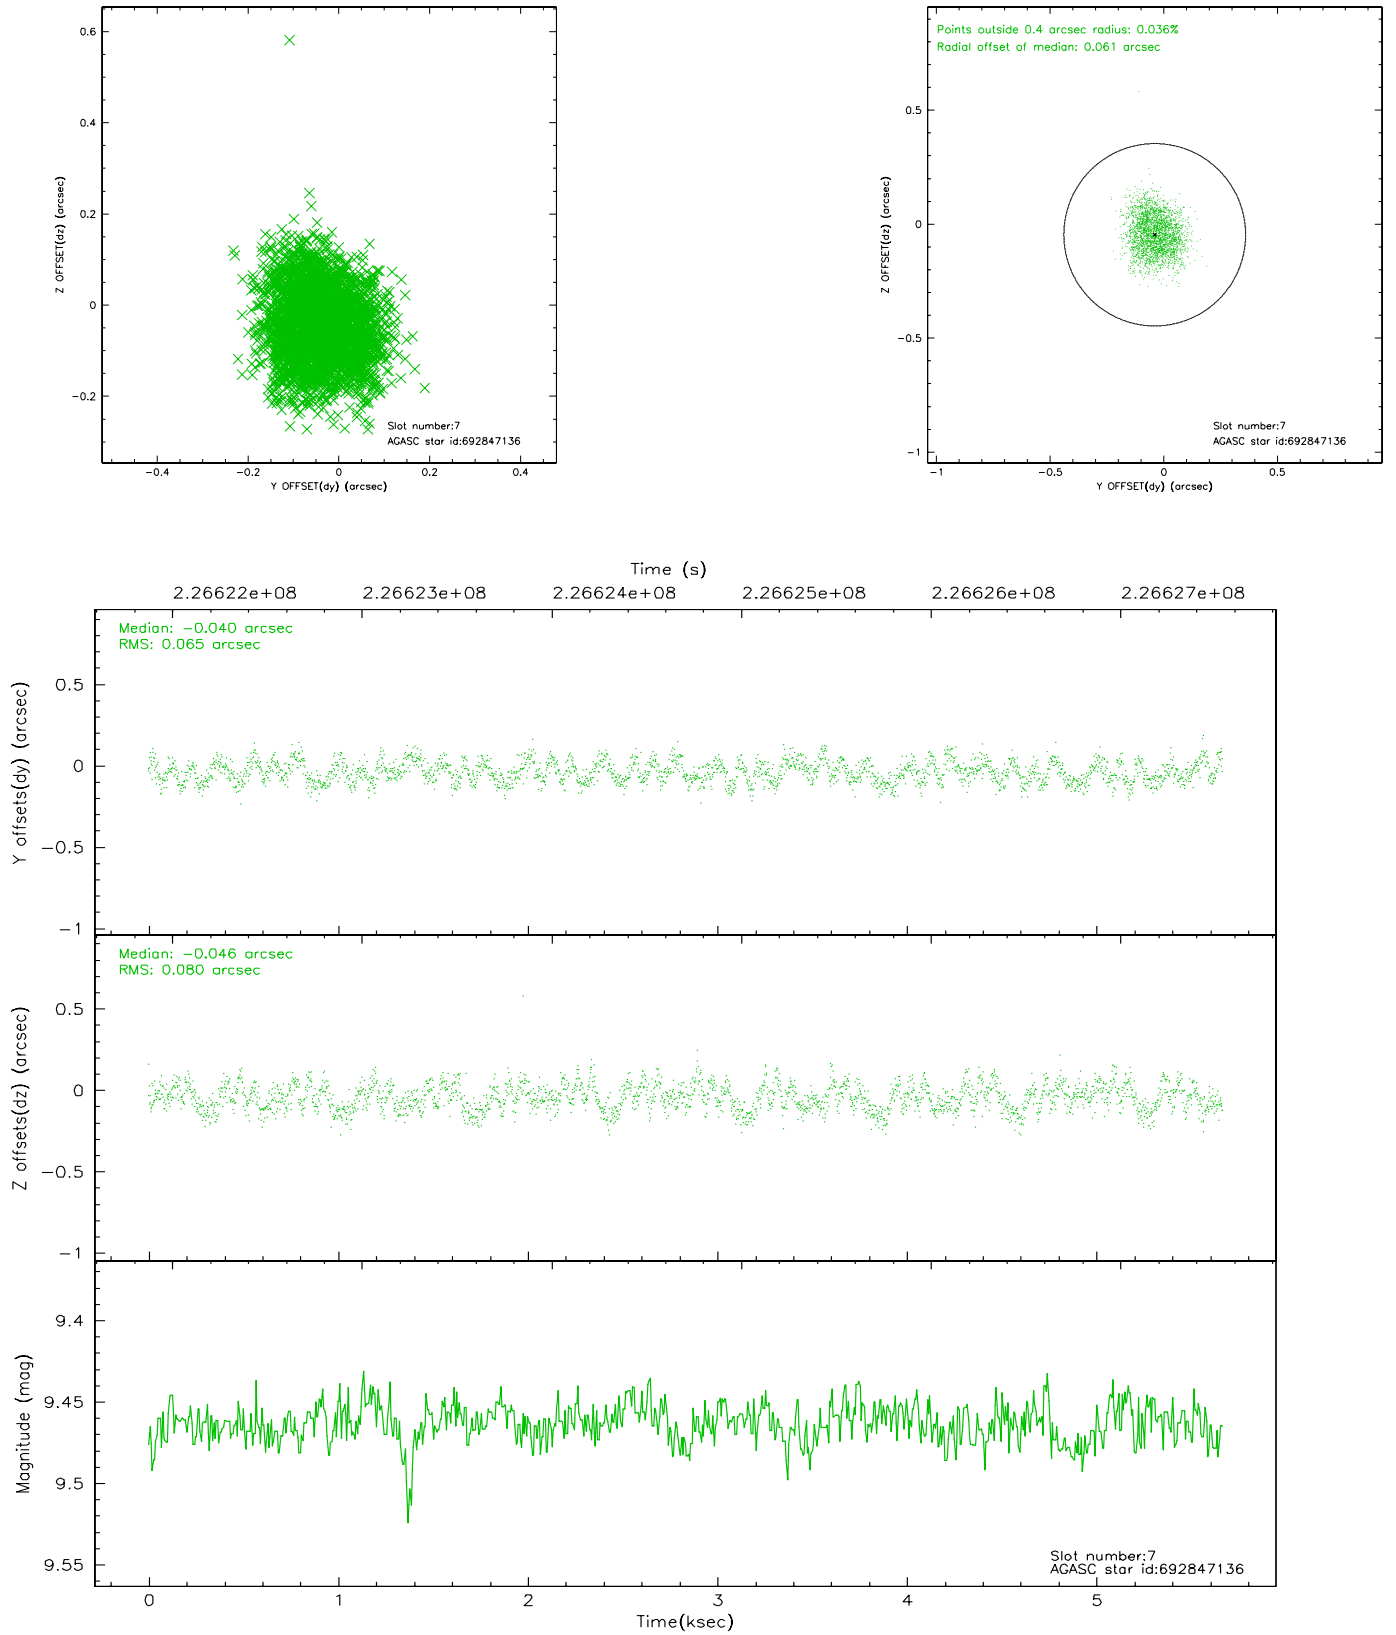 0.6
0.4
0.2
0
−0.2
Z OFFSET(dz) (arcsec)
−0.4
−0.2
0
0.2
0.4
Y OFFSET(dy) (arcsec)
Slot number:7
AGASC star id:692847136
Points outside 0.4 arcsec radius: 0.036%
Radial offset of median: 0.061 arcsec
0.5
0
−0.5
−1
Z OFFSET(dz) (arcsec)
−1
−0.5
0
0.5
Y OFFSET(dy) (arcsec)
Slot number:7
AGASC star id:692847136
Time (s)
2.26622e+08
2.26623e+08
2.26624e+08
2.26625e+08
2.26626e+08
2.26627e+08
Median: −0.040 arcsec
RMS: 0.065 arcsec
0.5
0
−0.5
−1
Y offsets(dy) (arcsec)
Median: −0.046 arcsec
RMS: 0.080 arcsec
0.5
0
−0.5
−1
Z offsets(dz) (arcsec)
9.4
9.45
9.5
9.55
Magnitude (mag)
Slot number:7
AGASC star id:692847136
0
1
2
3
4
5
Time(ksec)